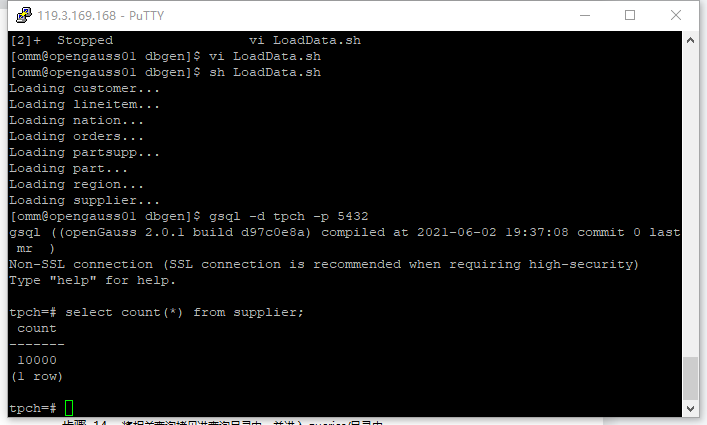 119.3.169.168 - PuTTY
[2]+  Stopped                 vi LoadData.sh
[omm@opengauss01 dbgen]$ vi LoadData.sh
[omm@opengauss01 dbgen]$ sh LoadData.sh
Loading customer...
Loading lineitem...
Loading nation...
Loading orders...
Loading partsupp...
Loading part...
Loading region...
Loading supplier...
[omm@opengauss01 dbgen]$ gsql -d tpch -p 5432
gsql ((openGauss 2.0.1 build d97c0e8a) compiled at 2021-06-02 19:37:08 commit 0 last
 mr  )
Non-SSL connection (SSL connection is recommended when requiring high-security)
Type "help" for help.
tpch=# select count(*) from supplier;
 count
-------
 10000
(1 row)
tpch=#